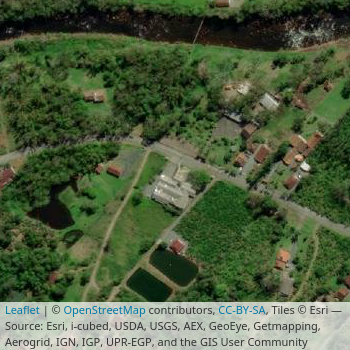 Leaflet | © OpenStreetMap contributors, CC-BY-SA, Tiles © Esri —
Source: Esri, i-cubed, USDA, USGS, AEX, GeoEye, Getmapping,
Aerogrid, IGN, IGP, UPR-EGP, and the GIS User Community